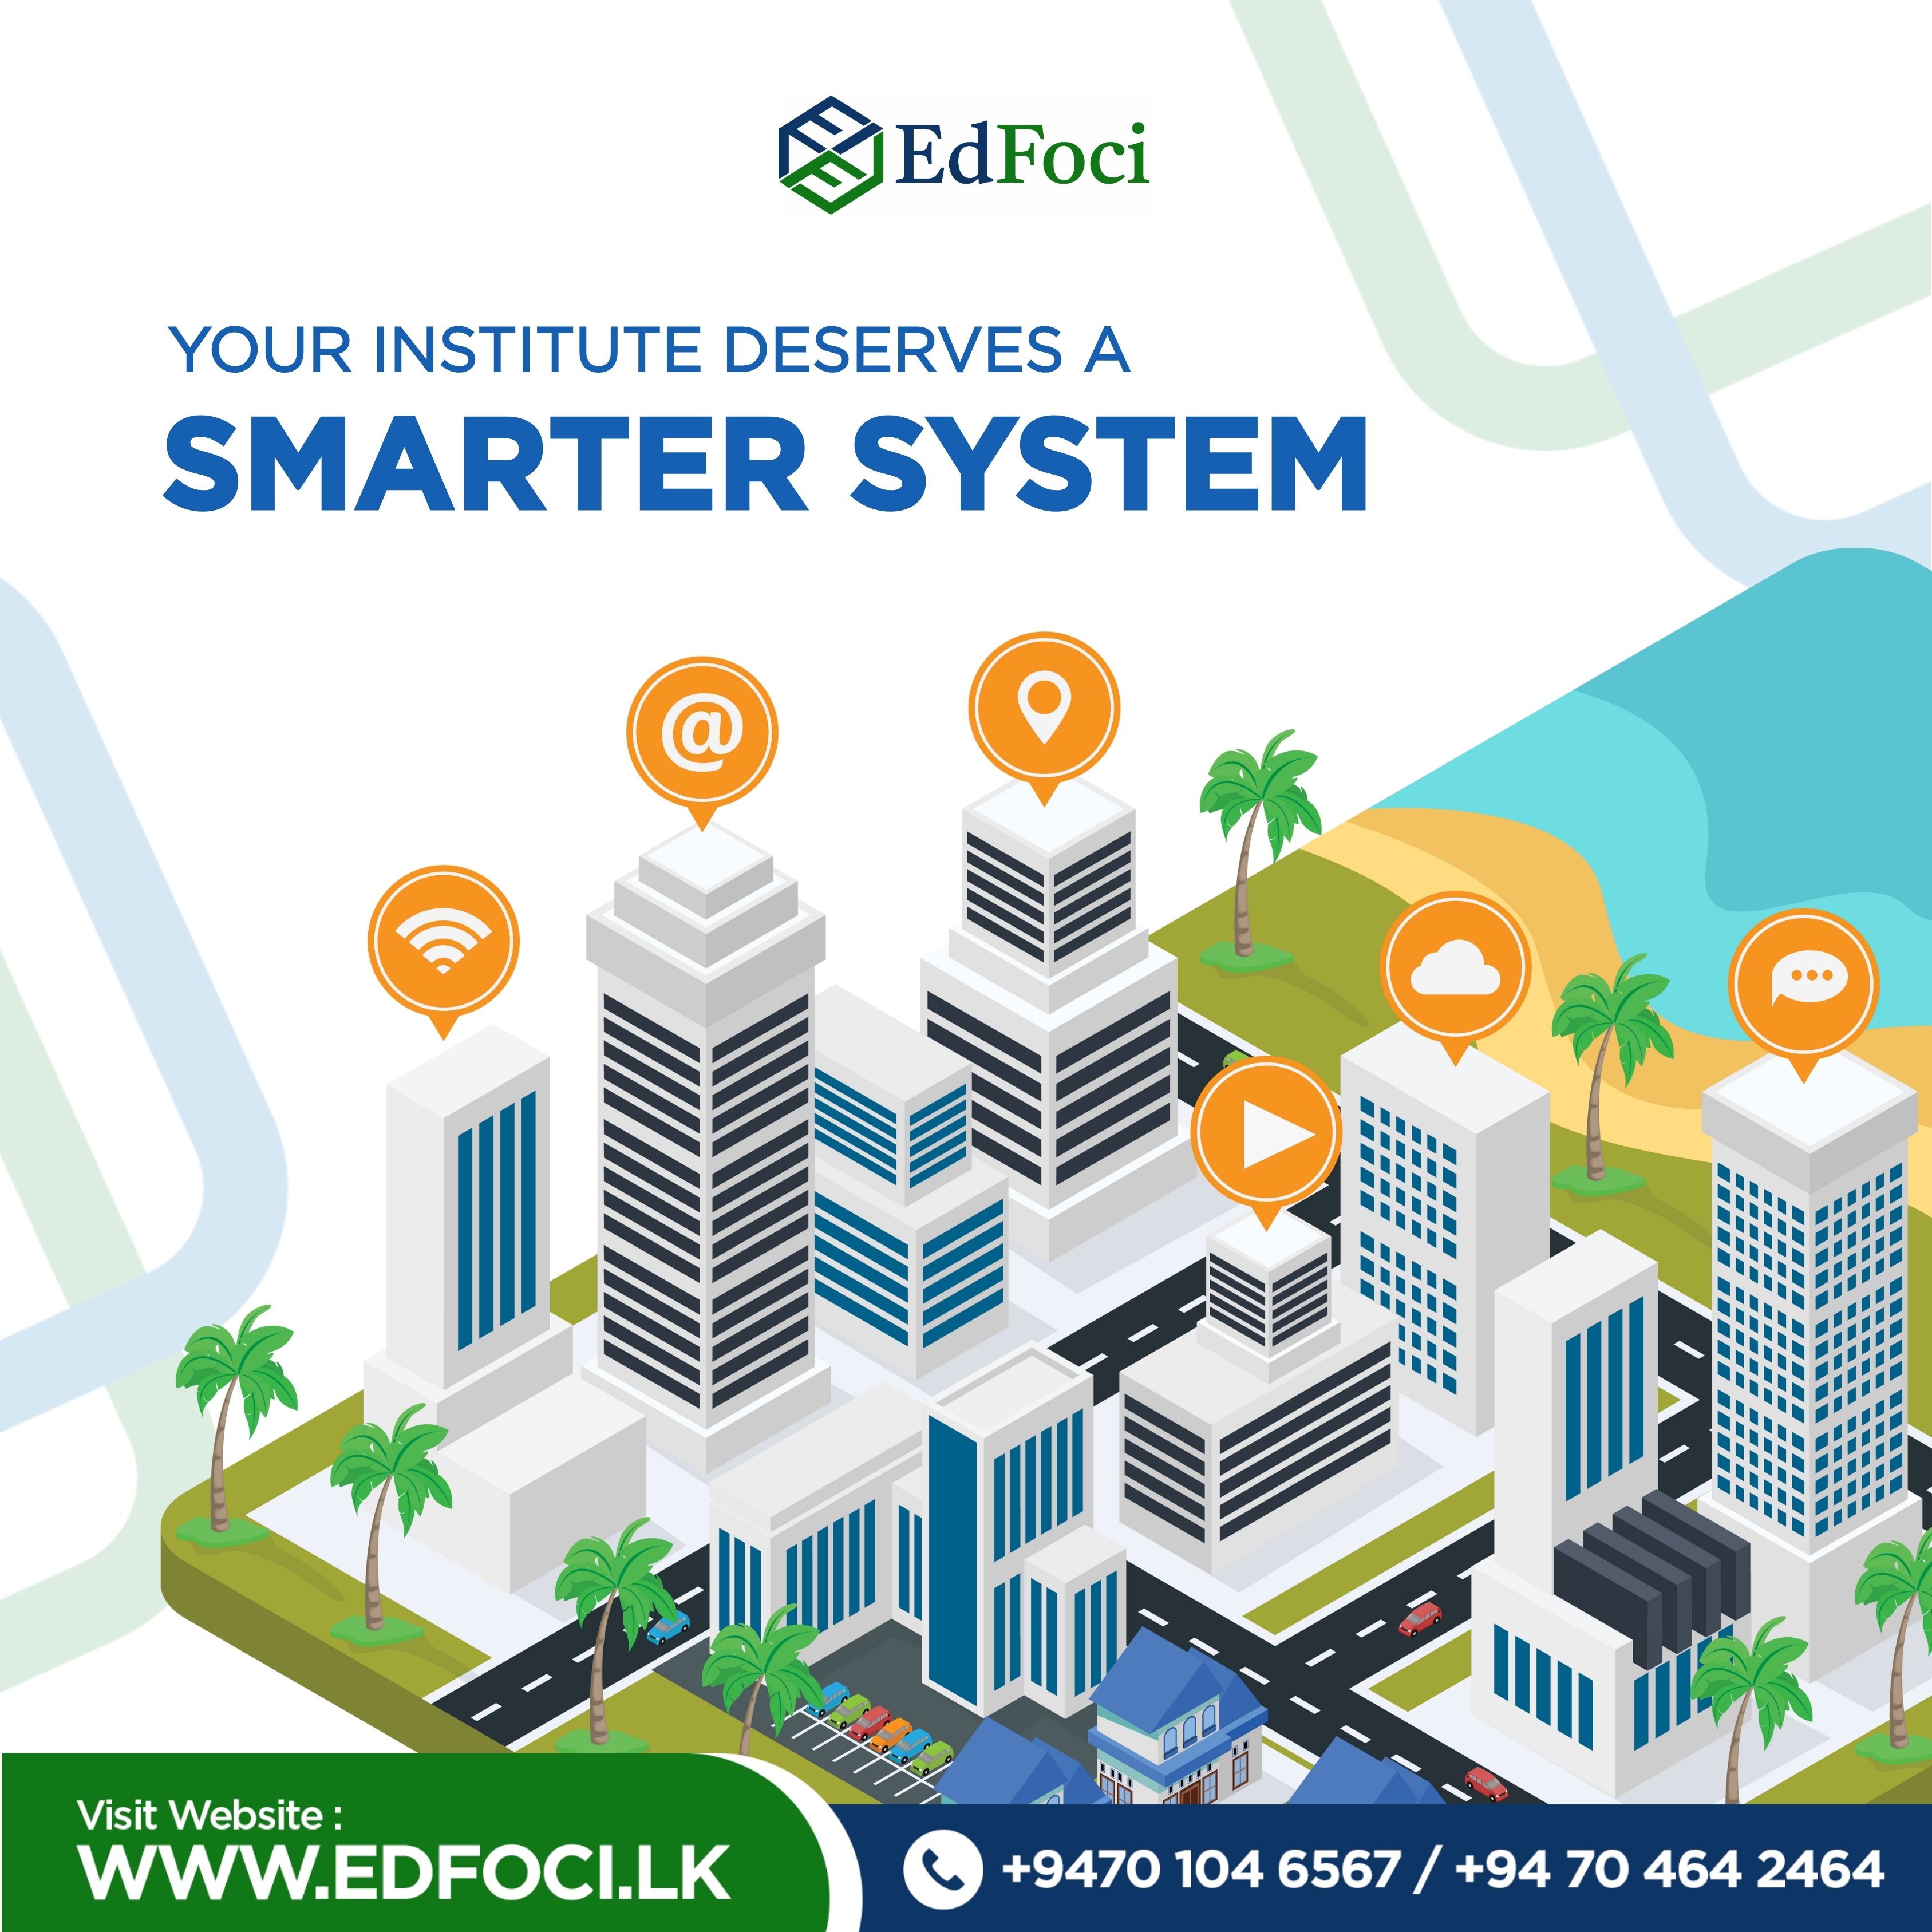 EdFoci
YOUR INSTITUTE DESERVES A
SMARTER SYSTEM
@
Visit Website :
WWW.EDFOCI.LK
+9470 104 6567 / +94 70 464 2464